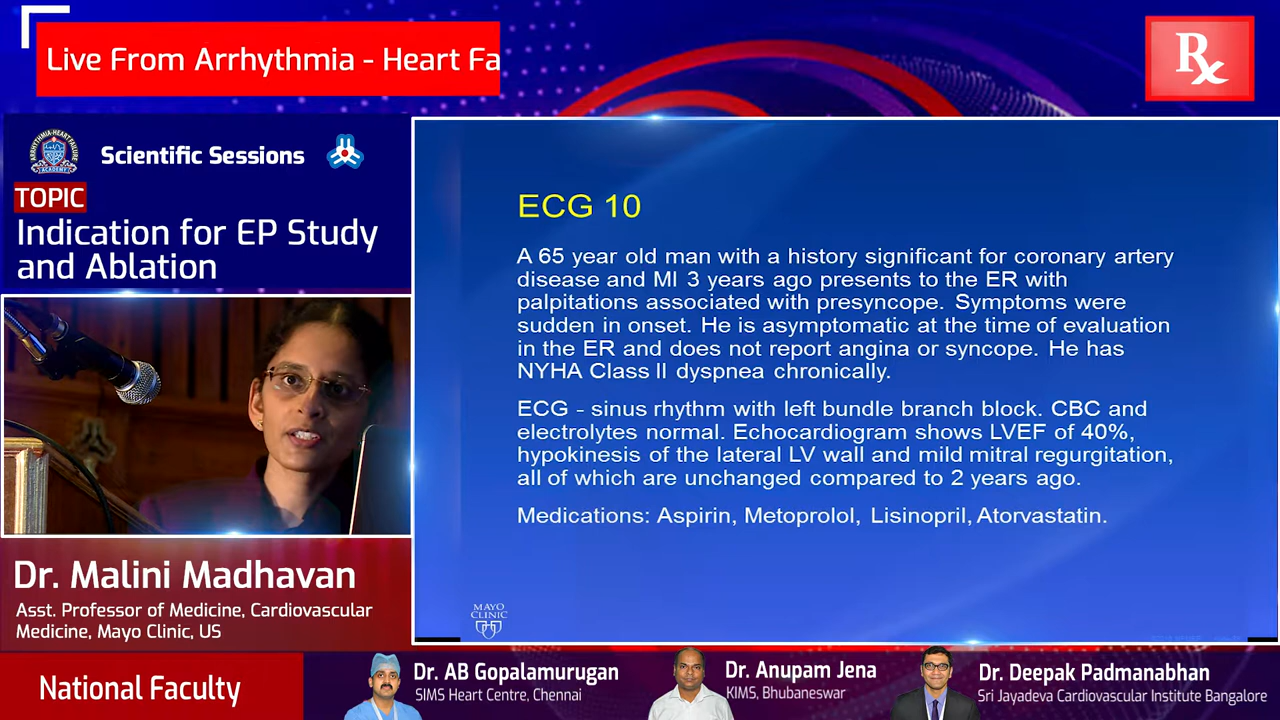 Live From Arrhythmia - Heart Fa
Rx
ARRHYTHMIA-HEART FAILURE
ACADEMY
Scientific Sessions
TOPIC
Indication for EP Study
and Ablation
ECG 10
A 65 year old man with a history significant for coronary artery
disease and MI 3 years ago presents to the ER with
palpitations associated with presyncope. Symptoms were
sudden in onset. He is asymptomatic at the time of evaluation
in the ER and does not report angina or syncope. He has
NYHA Class II dyspnea chronically.
ECG - sinus rhythm with left bundle branch block. CBC and
electrolytes normal. Echocardiogram shows LVEF of 40%,
hypokinesis of the lateral LV wall and mild mitral regurgitation,
all of which are unchanged compared to 2 years ago.
Medications: Aspirin, Metoprolol, Lisinopril, Atorvastatin.
MAYO
CLINIC
Dr. Malini Madhavan
Asst. Professor of Medicine, Cardiovascular
Medicine, Mayo Clinic, US
National Faculty
Dr. AB Gopalamurugan
SIMS Heart Centre, Chennai
Dr. Anupam Jena
KIMS, Bhubaneswar
Dr. Deepak Padmanabhan
Sri Jayadeva Cardiovascular Institute Bangalore